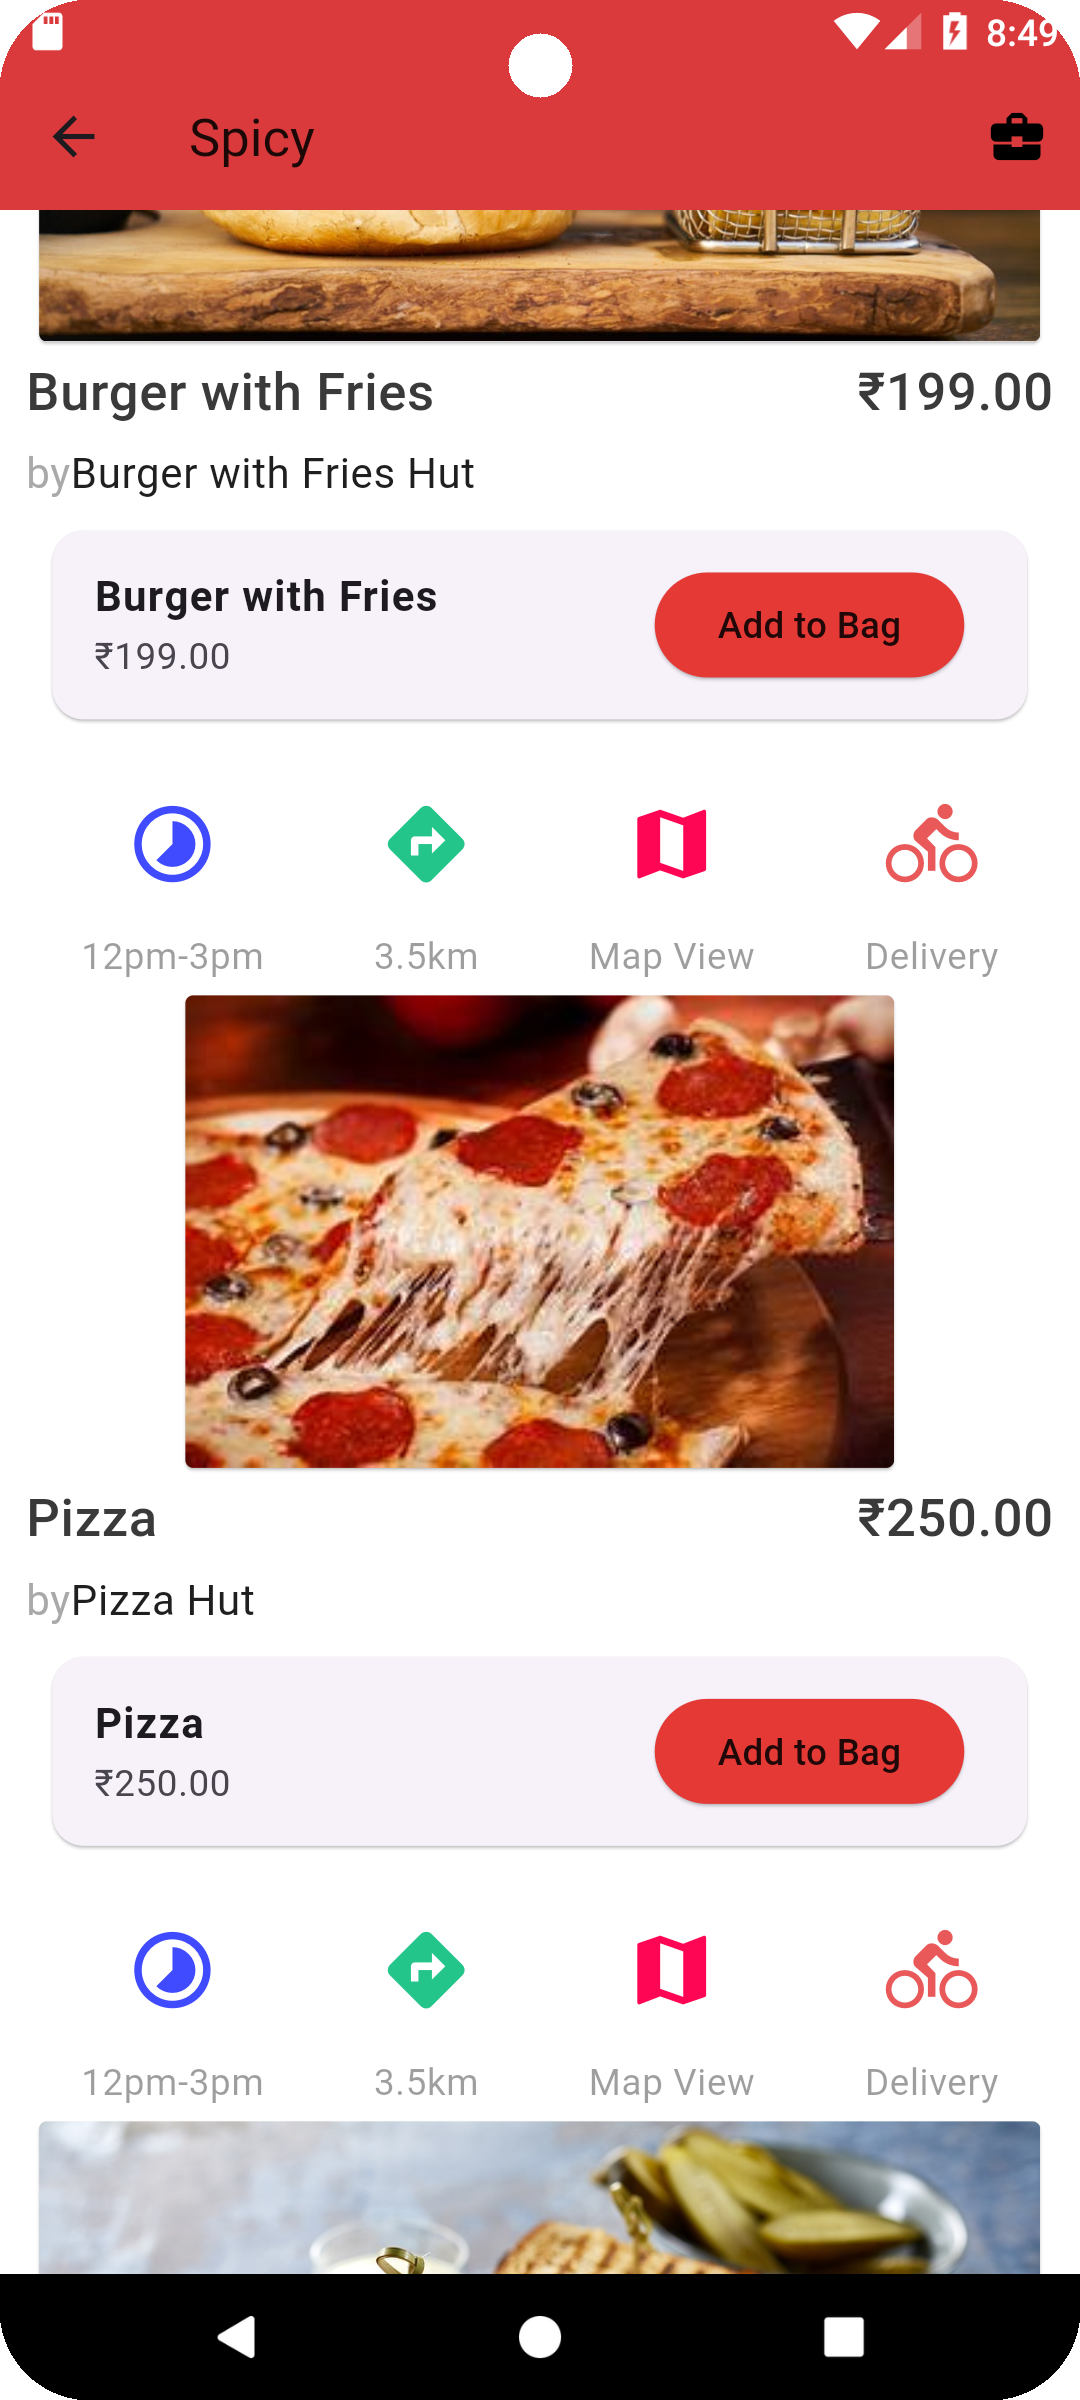 8:49
Spicy
Burger with Fries ₹199.00
byBurger with Fries Hut
Burger with Fries
₹199.00
Add to Bag
12pm-3pm 3.5km Map View Delivery
Pizza ₹250.00
byPizza Hut
Pizza
₹250.00
Add to Bag
12pm-3pm 3.5km Map View Delivery